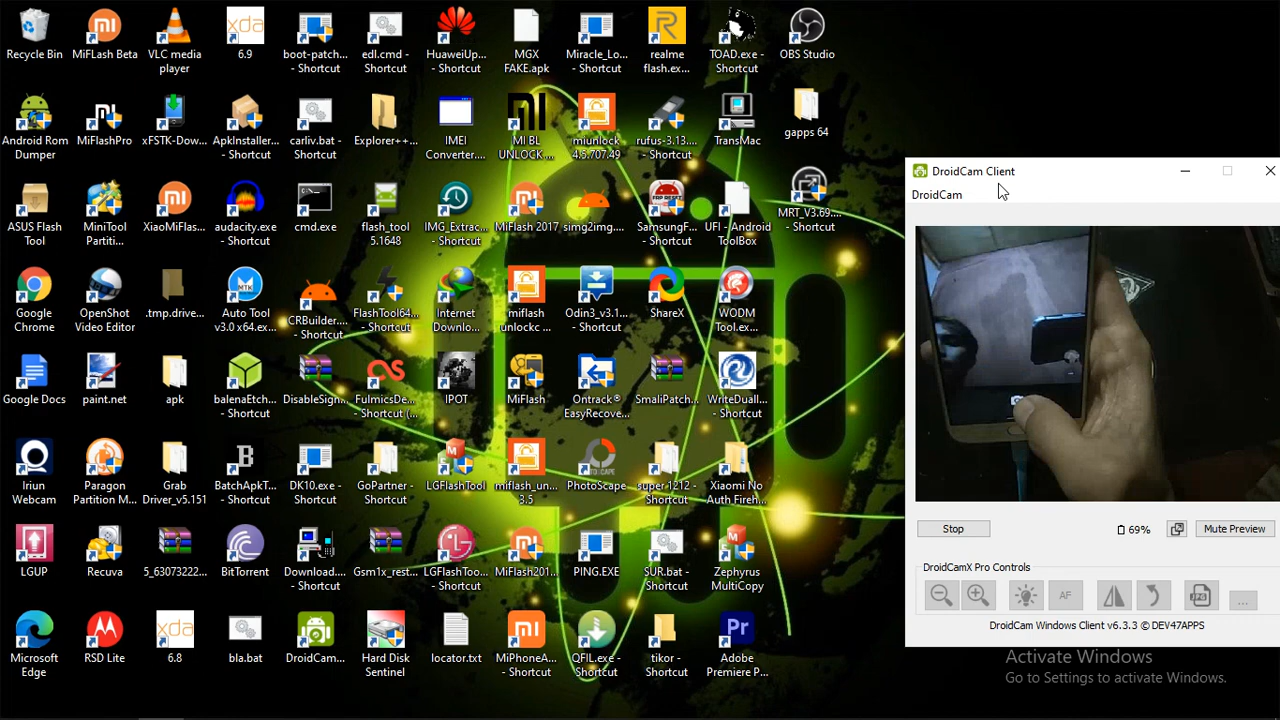 Recycle Bin
MiFlash Beta
VLC media
player
xda
6.9
boot-patch...
- Shortcut
edl.cmd -
Shortcut
HuaweiUp...
- Shortcut
MGX
FAKE.apk
Miracle_Lo...
- Shortcut
R
realme
flash.ex...
TOAD.exe -
Shortcut
OBS Studio
Android Rom
Dumper
MiFlashPro
xFSTK-Dow...
ApkInstaller...
- Shortcut
carliv.bat -
Shortcut
Explorer++...
IMEI
Converter....
MI BL
UNLOCK ...
miunlock
4.5.707.49
rufus-3.13....
- Shortcut
TransMac
gapps 64
ASUS Flash
Tool
MiniTool
Partiti...
XiaoMiFlas...
audacity.exe
- Shortcut
cmd.exe
flash_tool
5.1648
IMG_Extrac...
- Shortcut
MiFlash 2017
simg2img....
FRP RESET
SamsungF...
- Shortcut
UFI - Android
ToolBox
MRT_V3.69....
- Shortcut
Google
Chrome
OpenShot
Video Editor
.tmp.drive...
MTK
Auto Tool
v3.0 x64.ex...
CRBuilder....
- Shortcut
FlashTool64...
- Shortcut
Internet
Downlo...
miflash
unlockc ...
Odin3_v3.1...
- Shortcut
ShareX
WODM
Tool.ex...
Google Docs
paint.net
apk
balenaEtch...
- Shortcut
DisableSign...
FulmicsDe...
- Shortcut (...
IPOT
MiFlash
Ontrack®
EasyRecove...
SmaliPatch...
WriteDuall...
- Shortcut
Iriun
Webcam
Paragon
Partition M...
Grab
Driver_v5.151
BatchApkT...
- Shortcut
DK10.exe -
Shortcut
GoPartner -
Shortcut
LGFlashTool
miflash_un...
3.5
PhotoScape
super-1212 -
Shortcut
Xiaomi No
Auth Fireh...
LGUP
Recuva
5_63073222...
BitTorrent
Download....
- Shortcut
Gsm1x_rest...
LGFlashToo...
- Shortcut
MiFlash201...
- Shortcut
PING.EXE
SUR.bat -
Shortcut
Zephyrus
MultiCopy
Microsoft
Edge
RSD Lite
xda
6.8
bla.bat
DroidCam...
Hard Disk
Sentinel
locator.txt
MiPhoneA...
- Shortcut
QFIL.exe -
Shortcut
tikor -
Shortcut
Pr
Adobe
Premiere P...
DroidCam Client
DroidCam
Stop
69%
Mute Preview
DroidCamX Pro Controls
AF
JPG
...
DroidCam Windows Client v6.3.3 © DEV47APPS
Activate Windows
Go to Settings to activate Windows.